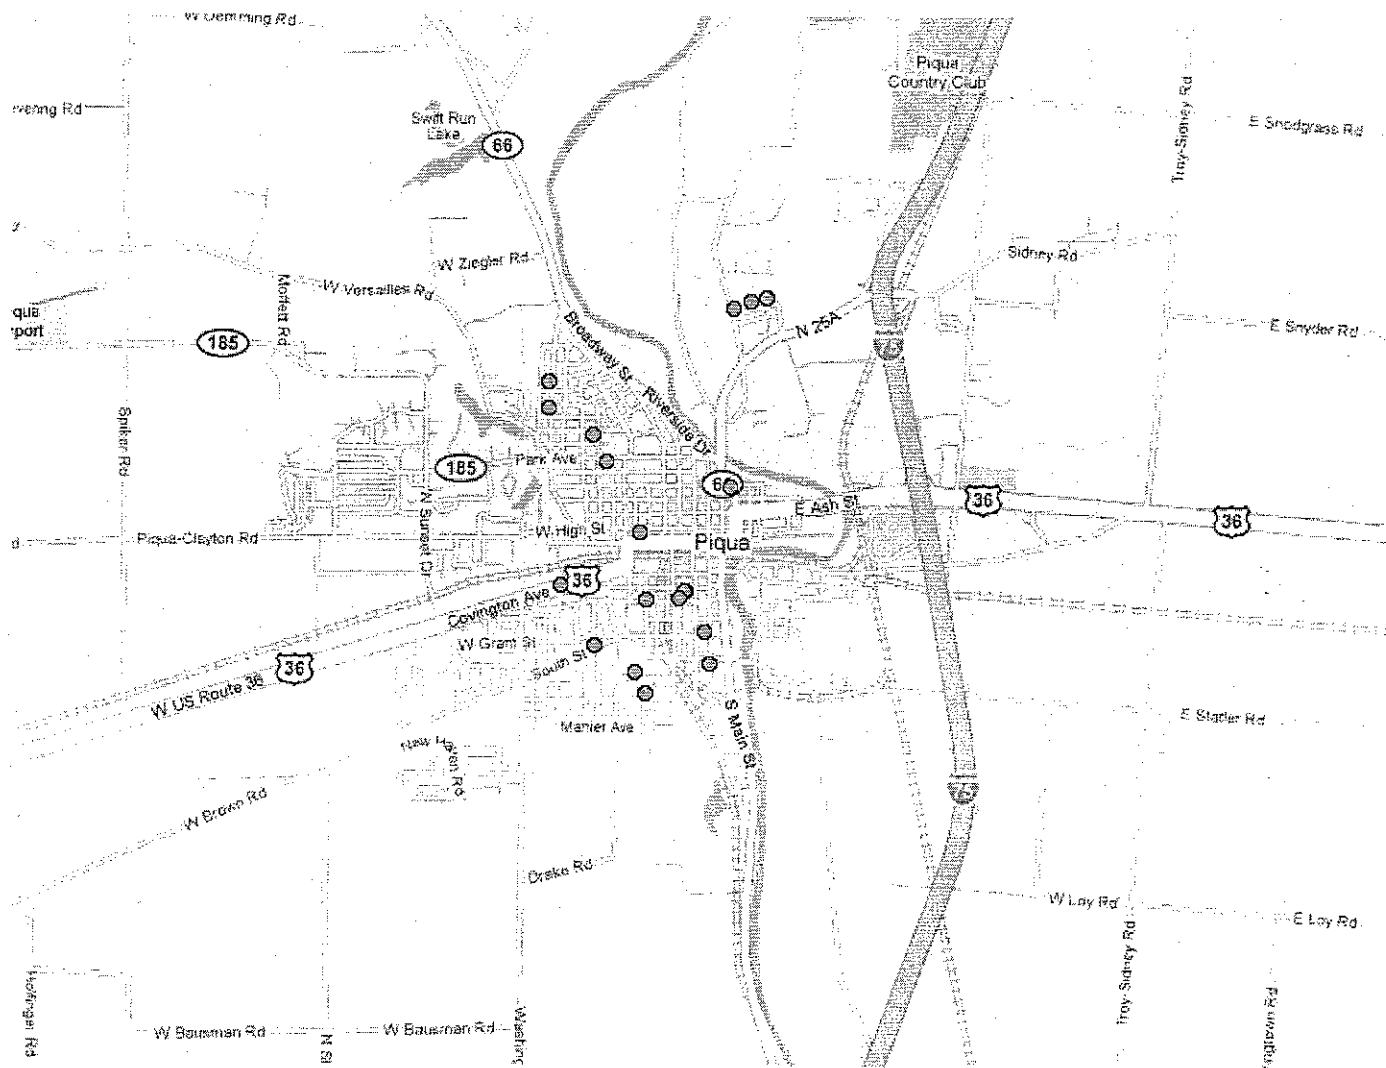 W Demming Rd
Piqua
Country Club
Troy-Sidney Rd
Swift Run
Lake
66
E Snodgrass Rd
W Ziegler Rd
Sidney Rd
Moffett Rd
W Versailles Rd
N 25A
Broadway St
E Snyder Rd
185
Riverside Dr
Spiker Rd
Park Ave
185
N Sunset Dr
E Ash St
36
36
Piqua-Clayton Rd
W High St
Piqua
36
Covington Ave
W Grant St
South St
36
W US Route 36
S Main St
E Statler Rd
Manier Ave
New Haven Rd
W Brown Rd
Drake Rd
W Loy Rd
E Loy Rd
Troy-Sidney Rd
W Bausman Rd
W Bausman Rd